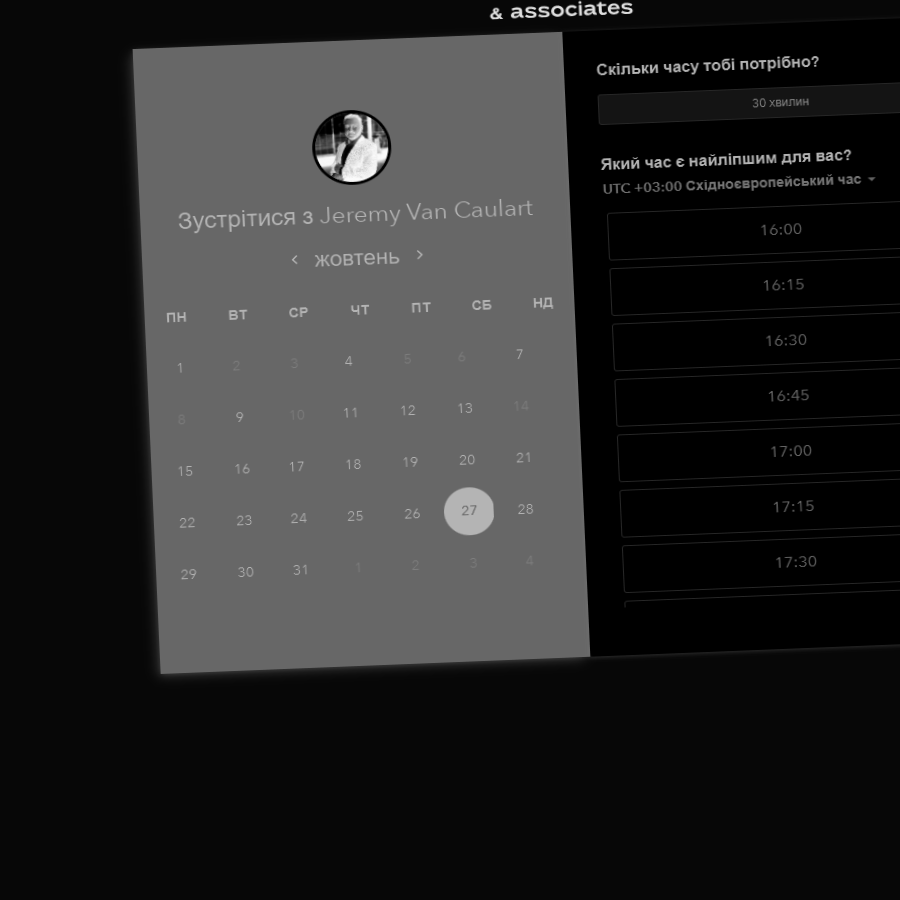 & associates
Зустрітися з Jeremy Van Caulart
жовтень
ПН ВТ СР ЧТ ПТ СБ НД
1 2 3 4 5 6 7
8 9 10 11 12 13 14
15 16 17 18 19 20 21
22 23 24 25 26 27 28
29 30 31 1 2 3 4
Скільки часу тобі потрібно?
30 хвилин
Який час є найліпшим для вас?
UTC +03:00 Східноєвропейський час
16:00
16:15
16:30
16:45
17:00
17:15
17:30